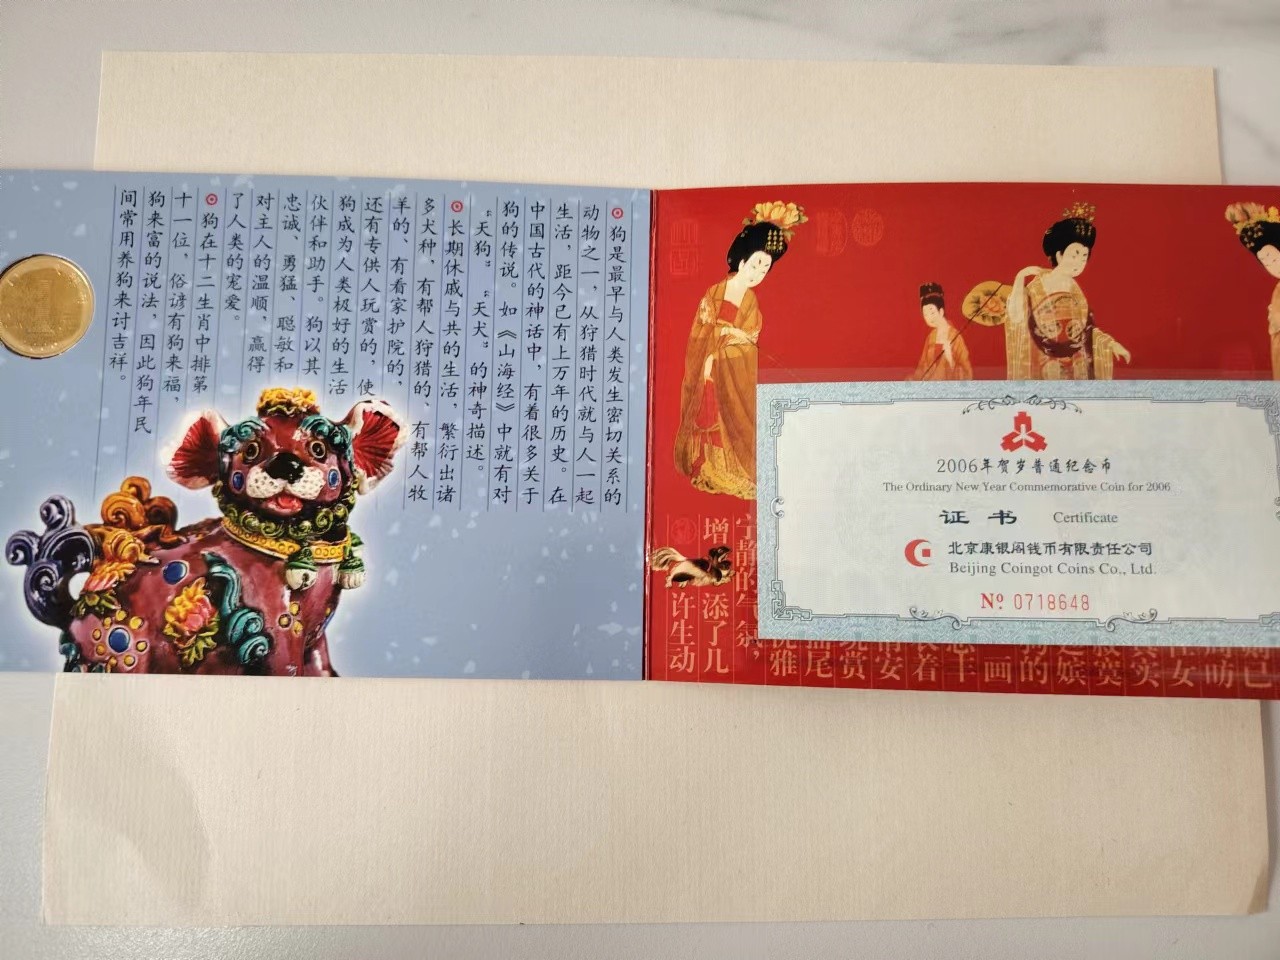 狗是最早与人类发生密切关系的
动物之一，从狩猎时代就与人一起
生活，距今已有上万年的历史。在
中国古代的神话中，有着很多关于
狗的传说。如《山海经》中就有对
“天狗”“天犬”的神奇描述。
长期休戚与共的生活，繁衍出诸
多犬种，有帮人狩猎的、有帮人牧
羊的、有看家护院的，
还有专供人玩赏的，使
狗成为人类极好的生活
伙伴和助手。狗以其
忠诚、勇猛、聪敏和
对主人的温顺，赢得
了人类的宠爱。
狗在十二生肖中排第
十一位，俗谚有狗来福，
狗来富的说法，因此狗年民
间常用养狗来讨吉祥。
1
2006年贺岁普通纪念币
The Ordinary New Year Commemorative Coin for 2006
证书 Certificate
北京康银阁钱币有限责任公司
Beijing Coingot Coins Co., Ltd.
Nº 0718648
宁静的气氛，
增添了几
许生动